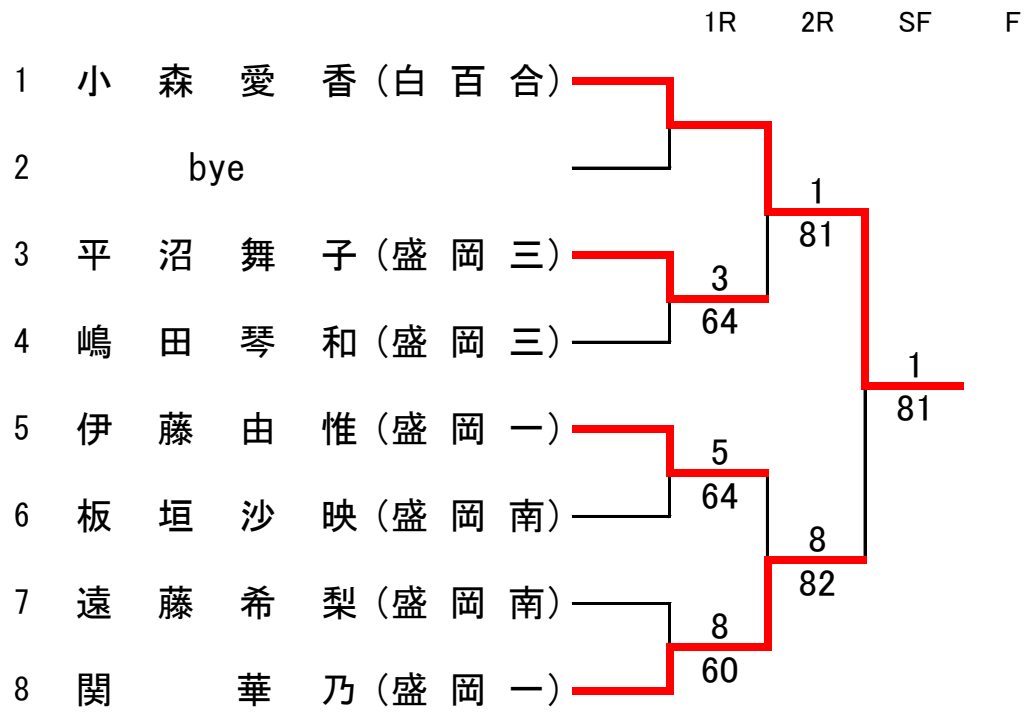 1R 2R SF F
1 小森愛香(白百合)
2 bye
1
81
3 平沼舞子(盛岡三)
3
64
4 嶋田琴和(盛岡三)
1
81
5 伊藤由惟(盛岡一)
5
64
6 板垣沙映(盛岡南)
8
82
7 遠藤希梨(盛岡南)
8
60
8 関華乃(盛岡一)